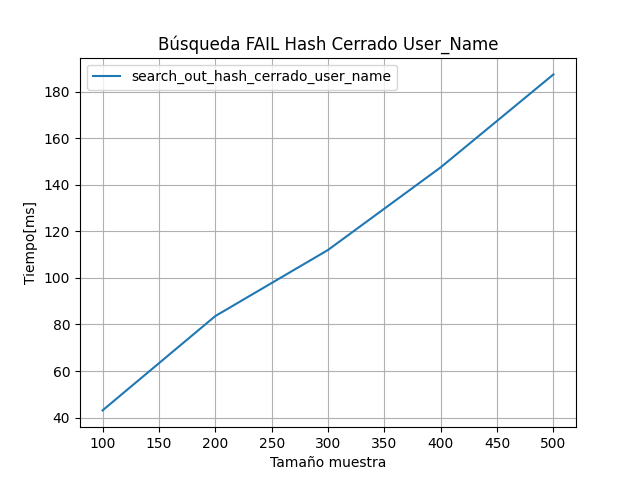 Búsqueda FAIL Hash Cerrado User_Name
search_out_hash_cerrado_user_name
Tiempo[ms]
180
160
140
120
100
80
60
40
100 150 200 250 300 350 400 450 500
Tamaño muestra